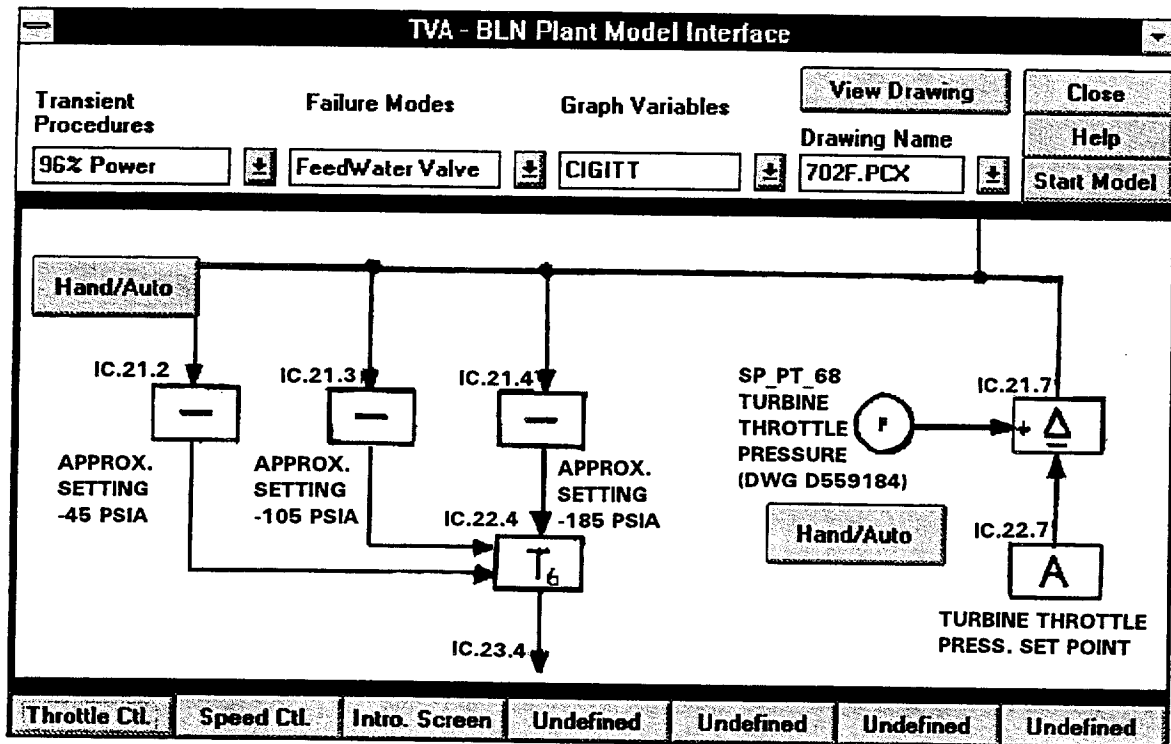 TVA - BLN Plant Model Interface
Transient
Procedures
Failure Modes
Graph Variables
View Drawing
Close
Drawing Name
Help
96% Power
FeedWater Valve
CIGITT
702F.PCX
Start Model
Hand/Auto
IC.21.2
IC.21.3
IC.21.4
SP_PT_68
TURBINE
THROTTLE
PRESSURE
(DWG D559184)
F
IC.21.7
+ Δ
APPROX.
SETTING
-45 PSIA
APPROX.
SETTING
-105 PSIA
APPROX.
SETTING
-185 PSIA
IC.22.4
T6
IC.23.4
Hand/Auto
IC.22.7
A
TURBINE THROTTLE
PRESS. SET POINT
Throttle Ctl.
Speed Ctl.
Intro. Screen
Undefined
Undefined
Undefined
Undefined